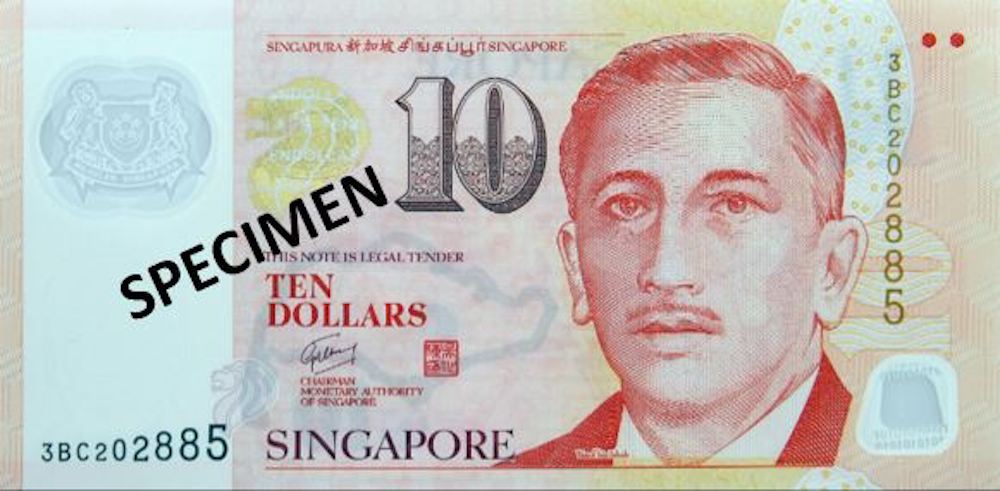 SINGAPURA 新加坡 சிங்கப்பூர் SINGAPORE
3BC202885
10
SPECIMEN
THIS NOTE IS LEGAL TENDER
TEN
DOLLARS
CHAIRMAN
MONETARY AUTHORITY
OF SINGAPORE
3BC202885
SINGAPORE